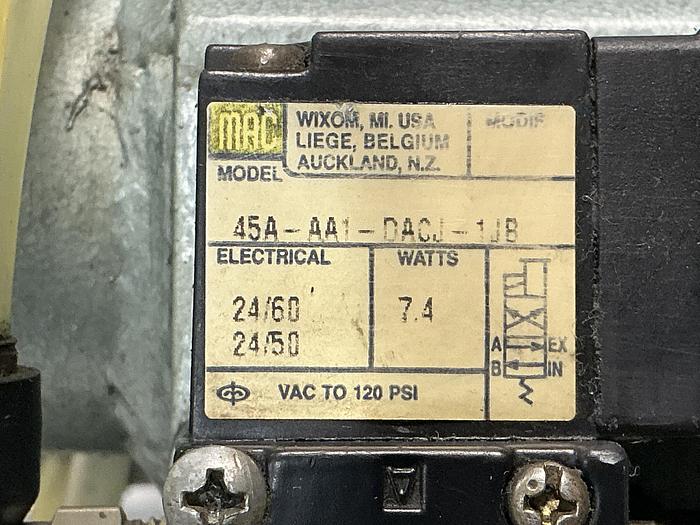 MAC
WIXOM, MI. USA
LIEGE, BELGIUM
AUCKLAND, N.Z.
MODIF
MODEL
45A-AA1-DACJ-1JB
ELECTRICAL
WATTS
24/60
24/50
7.4
A EX
B IN
VAC TO 120 PSI